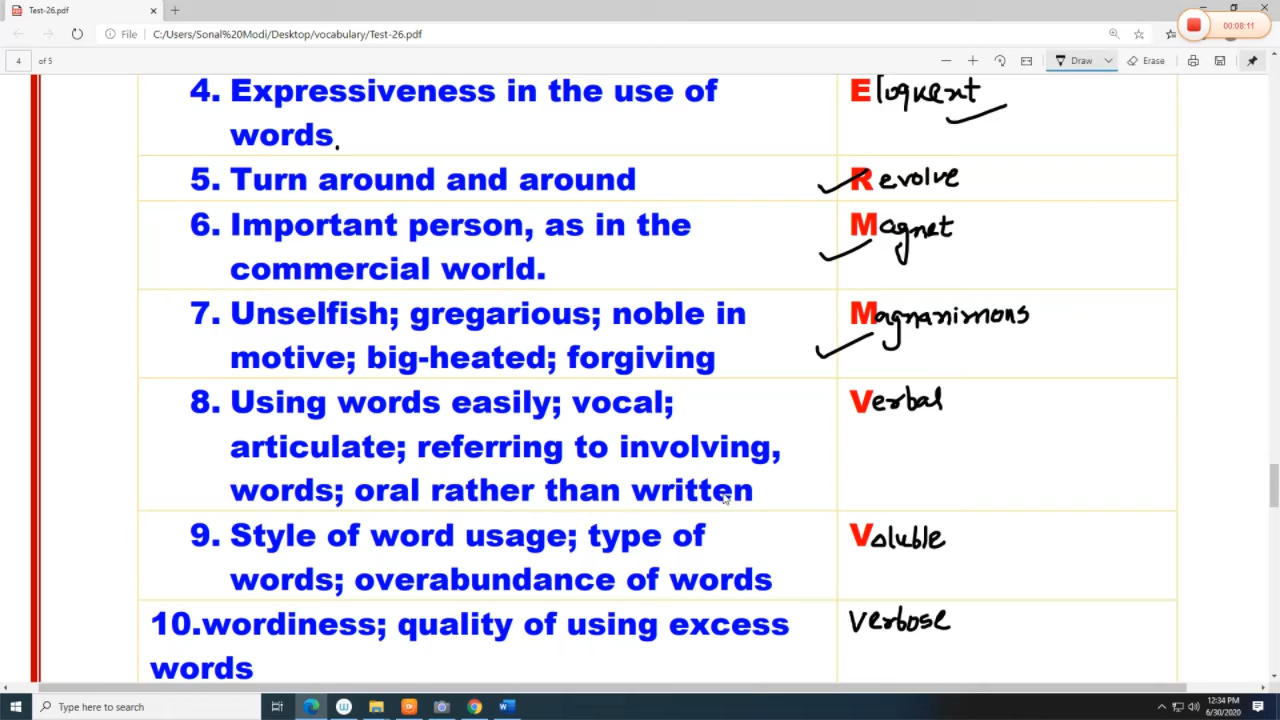 Test-26.pdf
00:08:11
File C:/Users/Sonal%20Modi/Desktop/vocabulary/Test-26.pdf
4 of 5
Draw
Erase
4. Expressiveness in the use of Eloquent
words.
5. Turn around and around Revolve
6. Important person, as in the Magnet
commercial world.
7. Unselfish; gregarious; noble in Magnanimous
motive; big-heated; forgiving
8. Using words easily; vocal; Verbal
articulate; referring to involving,
words; oral rather than written
9. Style of word usage; type of Voluble
words; overabundance of words
10.wordiness; quality of using excess Verbose
words
Type here to search
12:34 PM
6/30/2020